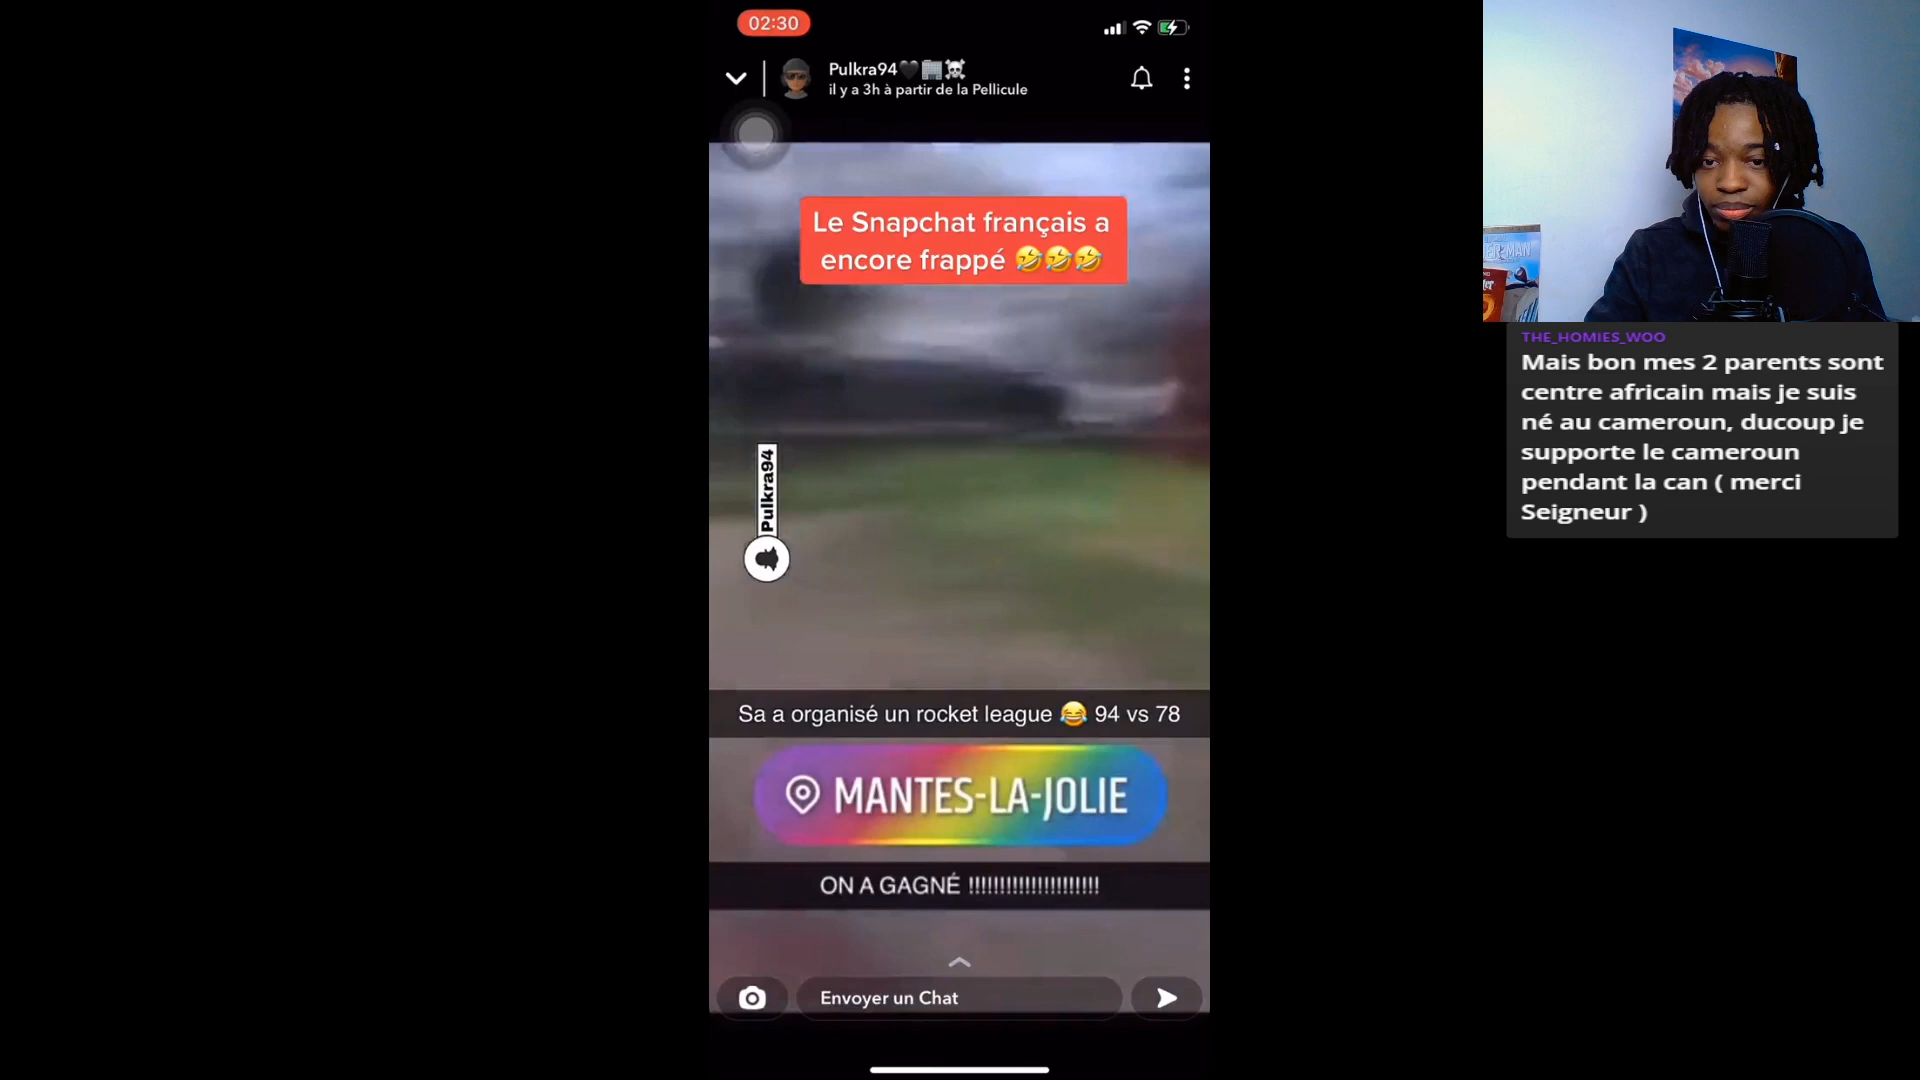 02:30
Pulkra94🖤🏢☠️
il y a 3h à partir de la Pellicule
Le Snapchat français a
encore frappé 🤣🤣🤣
Pulkra94
Sa a organisé un rocket league 😂 94 vs 78
MANTES-LA-JOLIE
ON A GAGNÉ !!!!!!!!!!!!!!!!!!!!!
Envoyer un Chat
THE_HOMIES_WOO
Mais bon mes 2 parents sont
centre africain mais je suis
né au cameroun, ducoup je
supporte le cameroun
pendant la can ( merci
Seigneur )